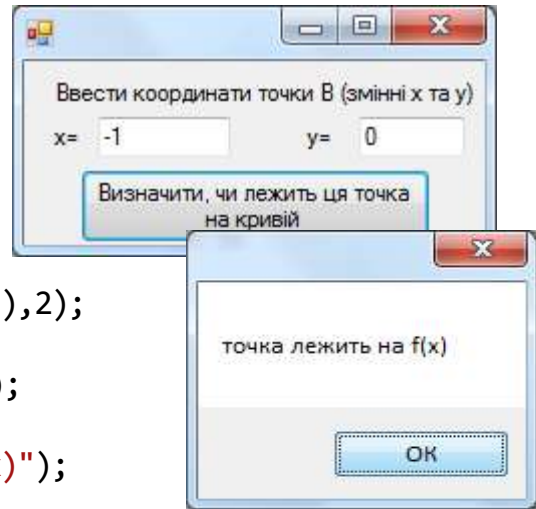 Ввести координати точки B (змінні x та y)
x= -1 y= 0
Визначити, чи лежить ця точка
на кривій
),2);
точка лежить на f(x)
);
)");
OK